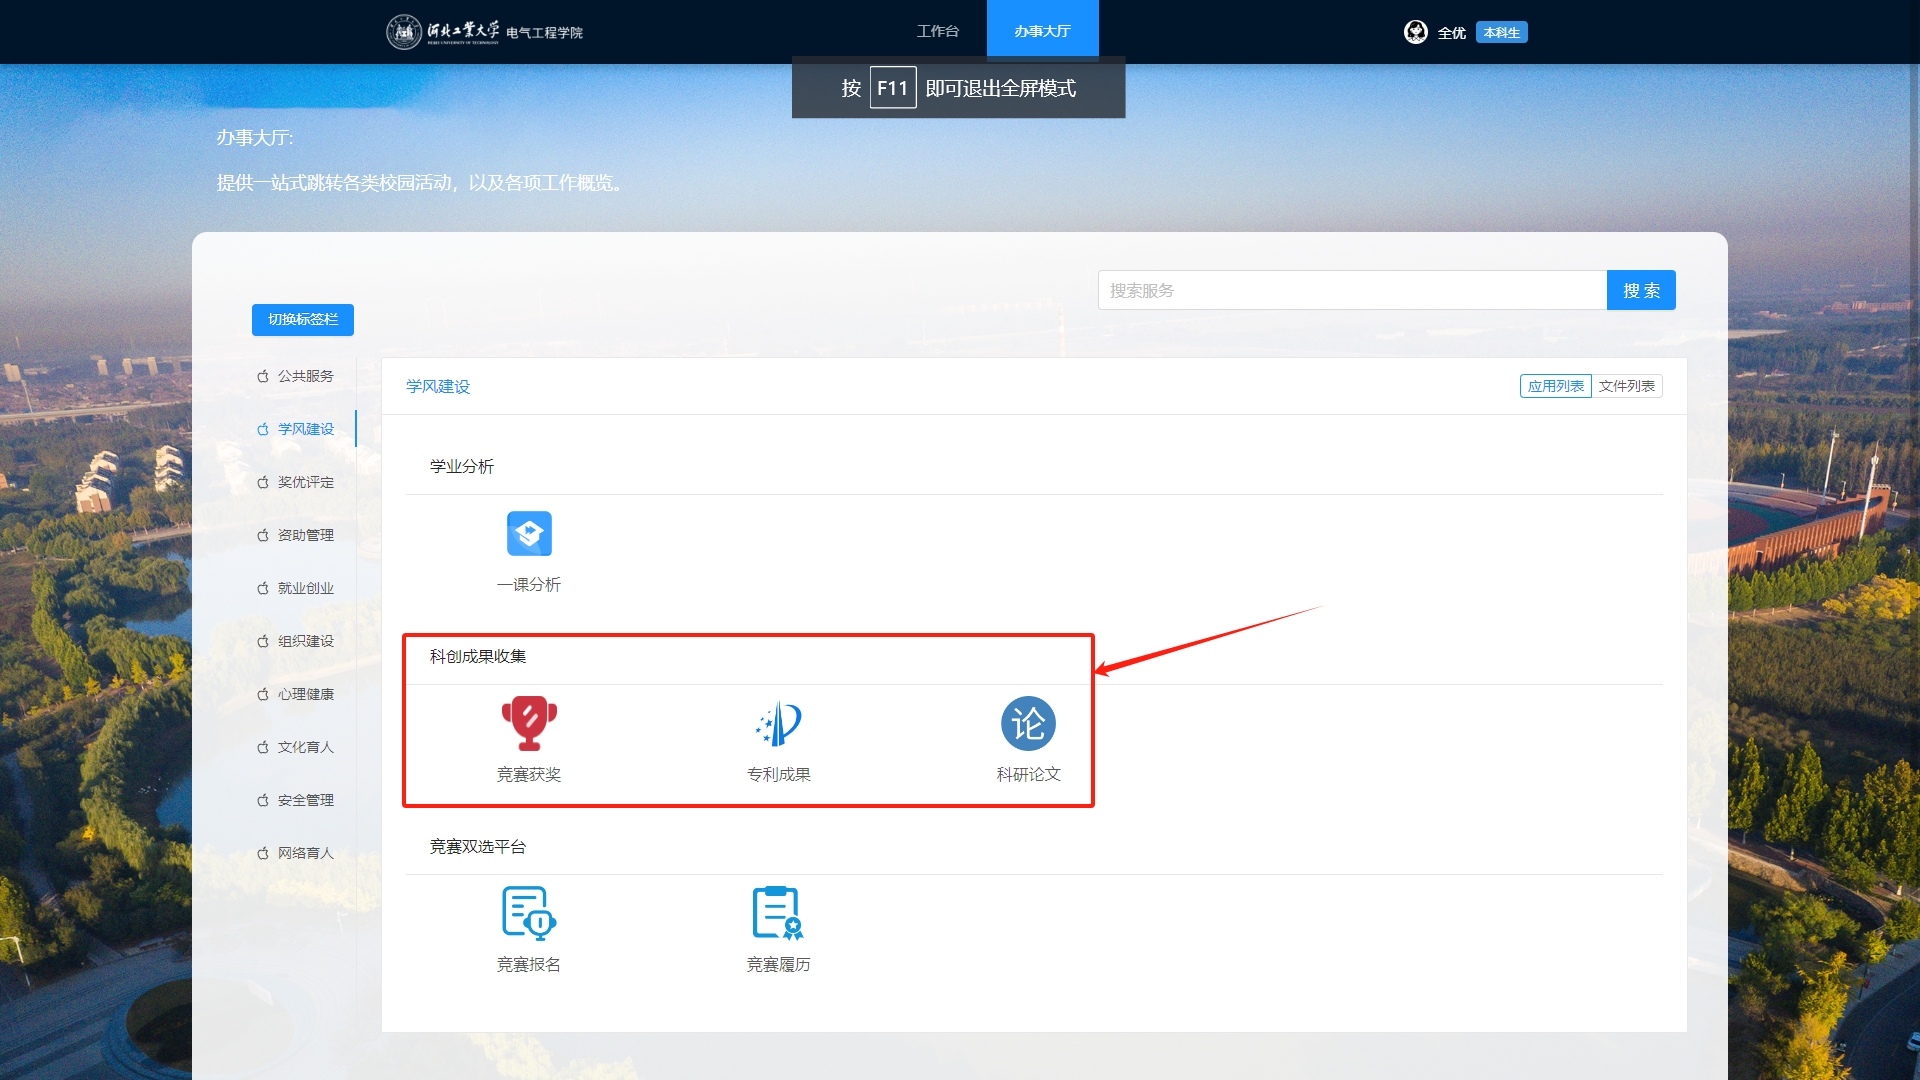 河北工业大学 电气工程学院
工作台
办事大厅
全优
本科生
按 F11 即可退出全屏模式
办事大厅:
提供一站式跳转各类校园活动，以及各项工作概览。
搜索服务
搜 索
切换标签栏
公共服务
学风建设
奖优评定
资助管理
就业创业
组织建设
心理健康
文化育人
安全管理
网络育人
学风建设
应用列表
文件列表
学业分析
一课分析
科创成果收集
论
竞赛获奖
专利成果
科研论文
竞赛双选平台
竞赛报名
竞赛履历